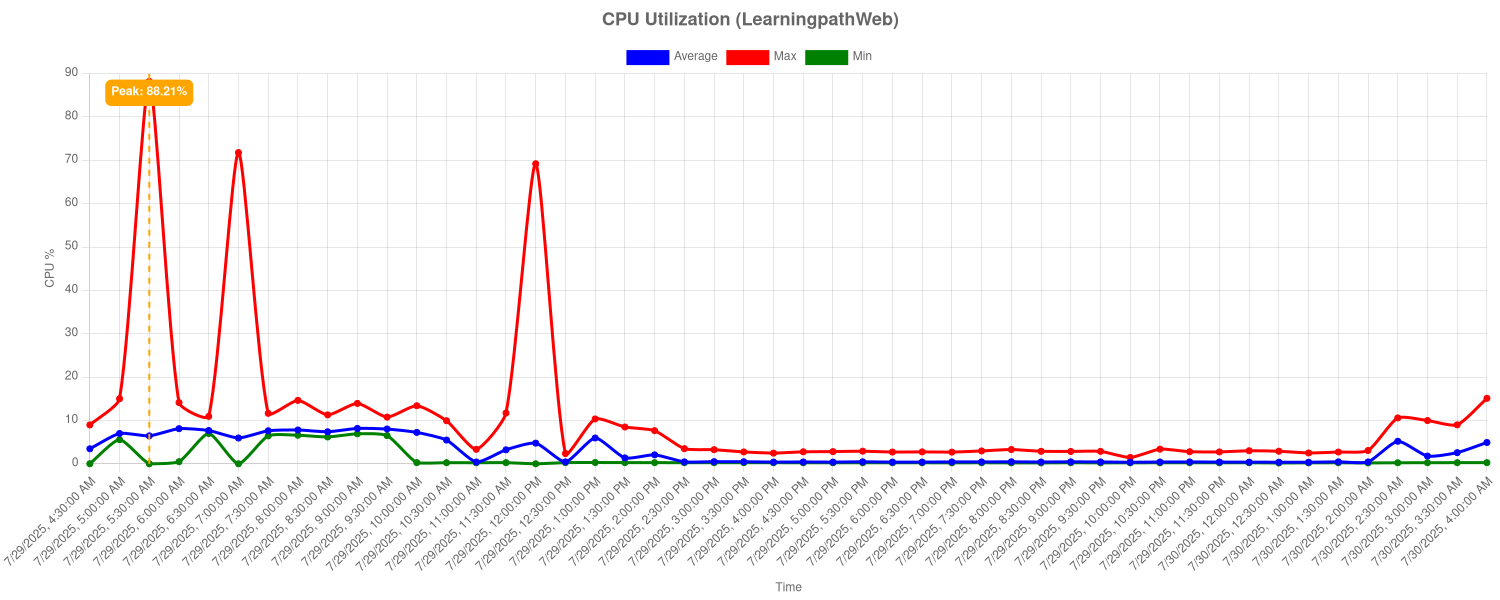 CPU Utilization (LearningpathWeb)
Average Max Min
Peak: 88.21%
90
80
70
60
50
40
30
20
10
0
CPU %
7/29/2025, 4:30:00 AM
7/29/2025, 5:00:00 AM
7/29/2025, 5:30:00 AM
7/29/2025, 6:00:00 AM
7/29/2025, 6:30:00 AM
7/29/2025, 7:00:00 AM
7/29/2025, 7:30:00 AM
7/29/2025, 8:00:00 AM
7/29/2025, 8:30:00 AM
7/29/2025, 9:00:00 AM
7/29/2025, 9:30:00 AM
7/29/2025, 10:00:00 AM
7/29/2025, 10:30:00 AM
7/29/2025, 11:00:00 AM
7/29/2025, 11:30:00 AM
7/29/2025, 12:00:00 PM
7/29/2025, 12:30:00 PM
7/29/2025, 1:00:00 PM
7/29/2025, 1:30:00 PM
7/29/2025, 2:00:00 PM
7/29/2025, 2:30:00 PM
7/29/2025, 3:00:00 PM
7/29/2025, 3:30:00 PM
7/29/2025, 4:00:00 PM
7/29/2025, 4:30:00 PM
7/29/2025, 5:00:00 PM
7/29/2025, 5:30:00 PM
7/29/2025, 6:00:00 PM
7/29/2025, 6:30:00 PM
7/29/2025, 7:00:00 PM
7/29/2025, 7:30:00 PM
7/29/2025, 8:00:00 PM
7/29/2025, 8:30:00 PM
7/29/2025, 9:00:00 PM
7/29/2025, 9:30:00 PM
7/29/2025, 10:00:00 PM
7/29/2025, 10:30:00 PM
7/29/2025, 11:00:00 PM
7/29/2025, 11:30:00 PM
7/30/2025, 12:00:00 AM
7/30/2025, 12:30:00 AM
7/30/2025, 1:00:00 AM
7/30/2025, 1:30:00 AM
7/30/2025, 2:00:00 AM
7/30/2025, 2:30:00 AM
7/30/2025, 3:00:00 AM
7/30/2025, 3:30:00 AM
7/30/2025, 4:00:00 AM
Time